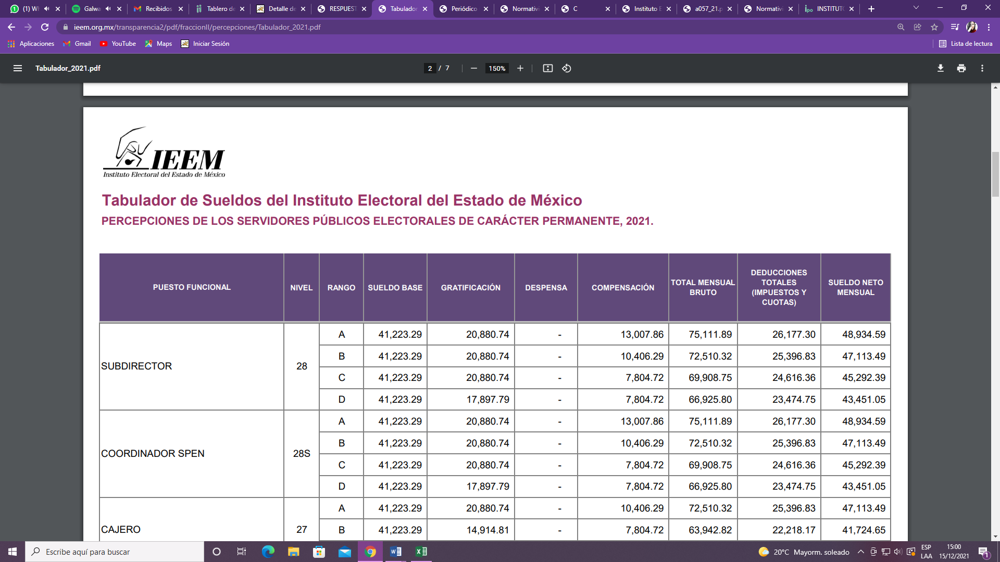 (1) W
Galwa
Recibidos
Tablero de
Detalle de
RESPUEST
Tabulador
Periódico
Normativi
C
Instituto E
a057_21.p
Normativi
ipo INSTITUTO
ieem.org.mx/transparencia2/pdf/fraccionII/percepciones/Tabulador_2021.pdf
Aplicaciones Gmail YouTube Maps Iniciar Sesión Lista de lectura
Tabulador_2021.pdf 2 / 7 150%
IEEM
Instituto Electoral del Estado de México
Tabulador de Sueldos del Instituto Electoral del Estado de México
PERCEPCIONES DE LOS SERVIDORES PÚBLICOS ELECTORALES DE CARÁCTER PERMANENTE, 2021.
PUESTO FUNCIONAL NIVEL RANGO SUELDO BASE GRATIFICACIÓN DESPENSA COMPENSACIÓN TOTAL MENSUAL BRUTO DEDUCCIONES TOTALES (IMPUESTOS Y CUOTAS) SUELDO NETO MENSUAL
SUBDIRECTOR 28
A 41,223.29 20,880.74 - 13,007.86 75,111.89 26,177.30 48,934.59
B 41,223.29 20,880.74 - 10,406.29 72,510.32 25,396.83 47,113.49
C 41,223.29 20,880.74 - 7,804.72 69,908.75 24,616.36 45,292.39
D 41,223.29 17,897.79 - 7,804.72 66,925.80 23,474.75 43,451.05
COORDINADOR SPEN 28S
A 41,223.29 20,880.74 - 13,007.86 75,111.89 26,177.30 48,934.59
B 41,223.29 20,880.74 - 10,406.29 72,510.32 25,396.83 47,113.49
C 41,223.29 20,880.74 - 7,804.72 69,908.75 24,616.36 45,292.39
D 41,223.29 17,897.79 - 7,804.72 66,925.80 23,474.75 43,451.05
CAJERO 27
A 41,223.29 20,880.74 - 10,406.29 72,510.32 25,396.83 47,113.49
B 41,223.29 14,914.81 - 7,804.72 63,942.82 22,218.17 41,724.65
Escribe aquí para buscar
20°C Mayorm. soleado
ESP
LAA
15:00
15/12/2021
1